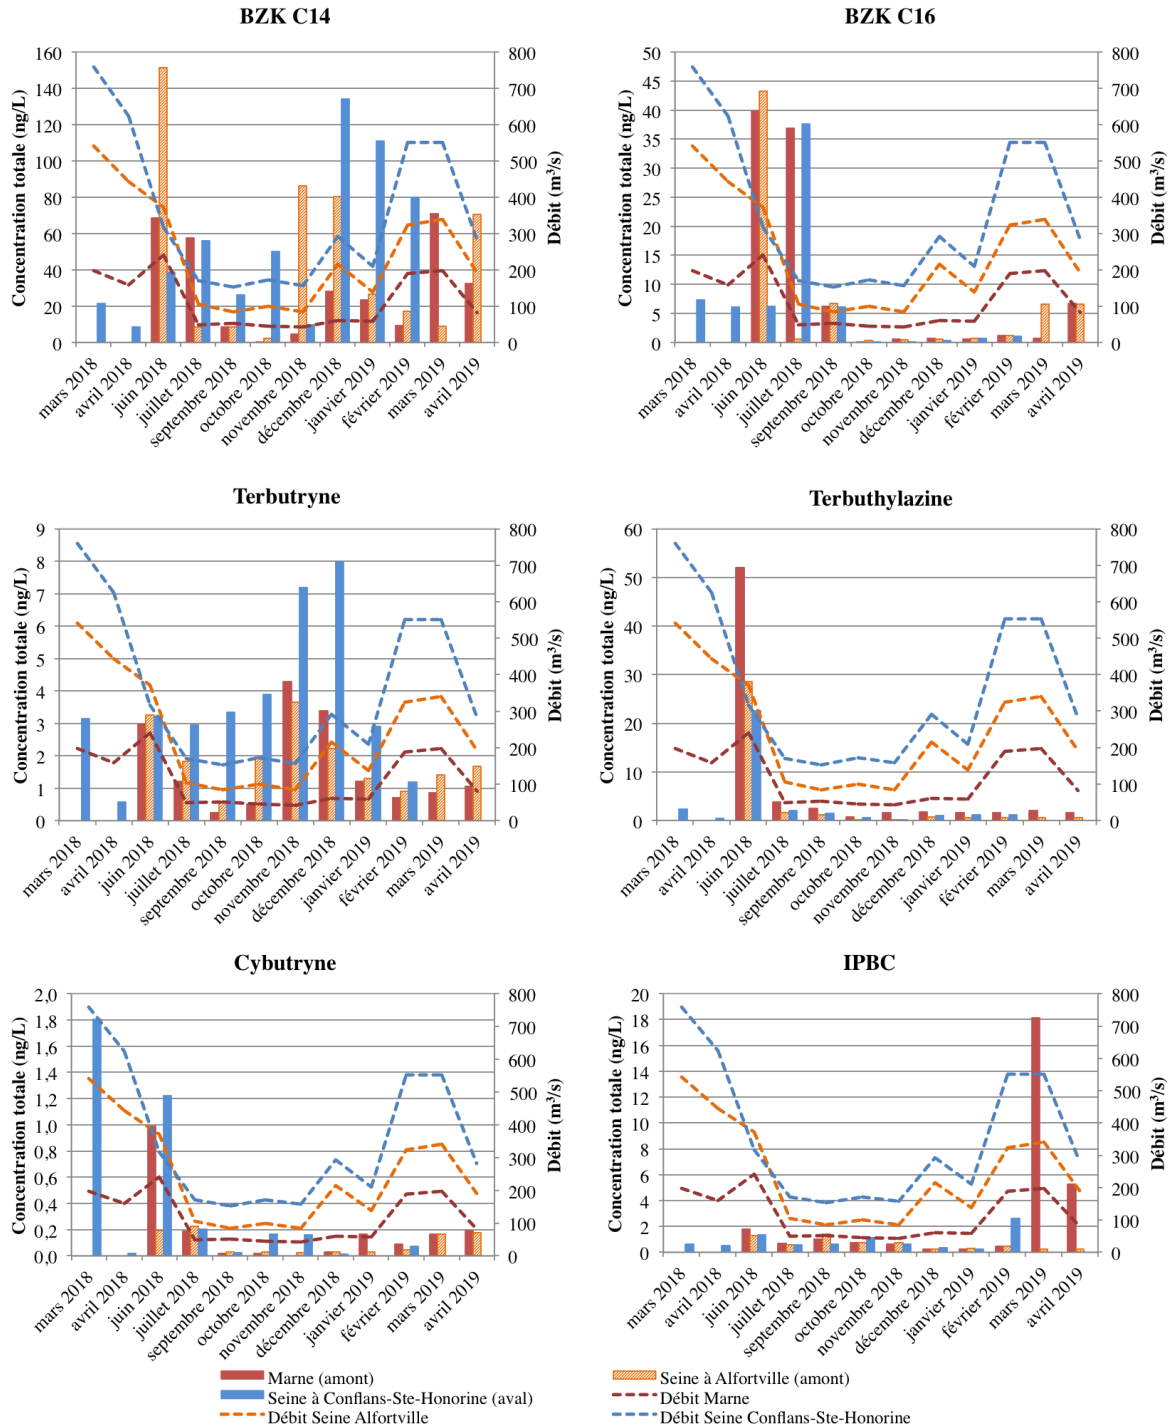 BZK C14
Concentration totale (ng/L)
160
140
120
100
80
60
40
20
0
800
700
600
500
400
300
200
100
0
Débit (m³/s)
mars 2018
avril 2018
juin 2018
juillet 2018
septembre 2018
octobre 2018
novembre 2018
décembre 2018
janvier 2019
février 2019
mars 2019
avril 2019
BZK C16
Concentration totale (ng/L)
50
45
40
35
30
25
20
15
10
5
0
800
700
600
500
400
300
200
100
0
Débit (m³/s)
mars 2018
avril 2018
juin 2018
juillet 2018
septembre 2018
octobre 2018
novembre 2018
décembre 2018
janvier 2019
février 2019
mars 2019
avril 2019
Terbutryne
Concentration totale (ng/L)
9
8
7
6
5
4
3
2
1
0
800
700
600
500
400
300
200
100
0
Débit (m³/s)
mars 2018
avril 2018
juin 2018
juillet 2018
septembre 2018
octobre 2018
novembre 2018
décembre 2018
janvier 2019
février 2019
mars 2019
avril 2019
Terbuthylazine
Concentration totale (ng/L)
60
50
40
30
20
10
0
800
700
600
500
400
300
200
100
0
Débit (m³/s)
mars 2018
avril 2018
juin 2018
juillet 2018
septembre 2018
octobre 2018
novembre 2018
décembre 2018
janvier 2019
février 2019
mars 2019
avril 2019
Cybutryne
Concentration totale (ng/L)
2,0
1,8
1,6
1,4
1,2
1,0
0,8
0,6
0,4
0,2
0,0
800
700
600
500
400
300
200
100
0
Débit (m³/s)
mars 2018
avril 2018
juin 2018
juillet 2018
septembre 2018
octobre 2018
novembre 2018
décembre 2018
janvier 2019
février 2019
mars 2019
avril 2019
IPBC
Concentration totale (ng/L)
20
18
16
14
12
10
8
6
4
2
0
800
700
600
500
400
300
200
100
0
Débit (m³/s)
mars 2018
avril 2018
juin 2018
juillet 2018
septembre 2018
octobre 2018
novembre 2018
décembre 2018
janvier 2019
février 2019
mars 2019
avril 2019
Marne (amont)
Seine à Conflans-Ste-Honorine (aval)
Débit Seine Alfortville
Seine à Alfortville (amont)
Débit Marne
Débit Seine Conflans-Ste-Honorine